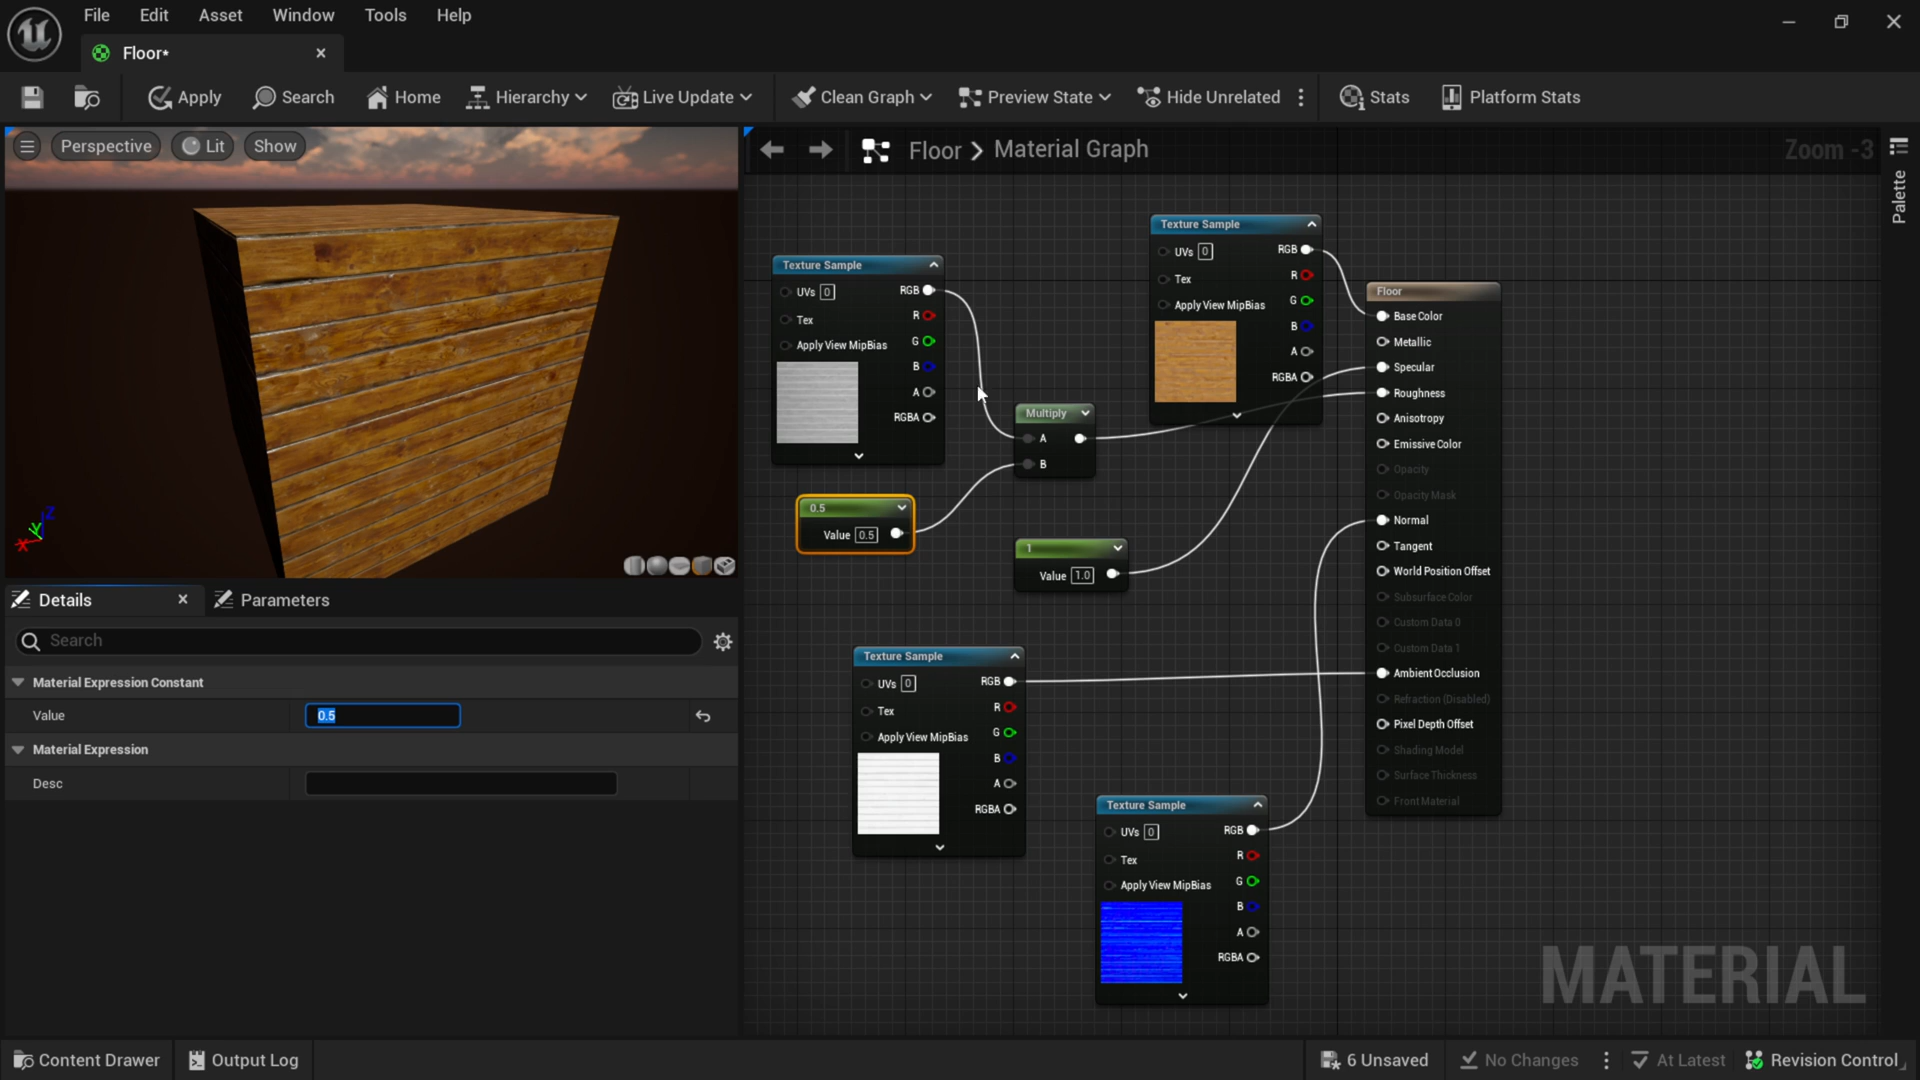 File Edit Asset Window Tools Help
Floor*
Apply Search Home Hierarchy Live Update Clean Graph Preview State Hide Unrelated Stats Platform Stats
Perspective Lit Show
X Y Z
Details Parameters
Search
Material Expression Constant
Value 0.5
Material Expression
Desc
Floor > Material Graph
Zoom -3
Palette
Texture Sample
UVs 0 RGB
R
Tex
G
Apply View MipBias
B
A
RGBA
0.5
Value 0.5
Multiply
A
B
1
Value 1.0
Texture Sample
UVs 0 RGB
Tex R
Apply View MipBias G
B
A
RGBA
Texture Sample
UVs 0 RGB
Tex R
Apply View MipBias G
B
A
RGBA
Texture Sample
UVs 0 RGB
Tex R
Apply View MipBias G
B
A
RGBA
Floor
Base Color
Metallic
Specular
Roughness
Anisotropy
Emissive Color
Opacity
Opacity Mask
Normal
Tangent
World Position Offset
Subsurface Color
Custom Data 0
Custom Data 1
Ambient Occlusion
Refraction (Disabled)
Pixel Depth Offset
Shading Model
Surface Thickness
Front Material
MATERIAL
Content Drawer Output Log 6 Unsaved No Changes At Latest Revision Control